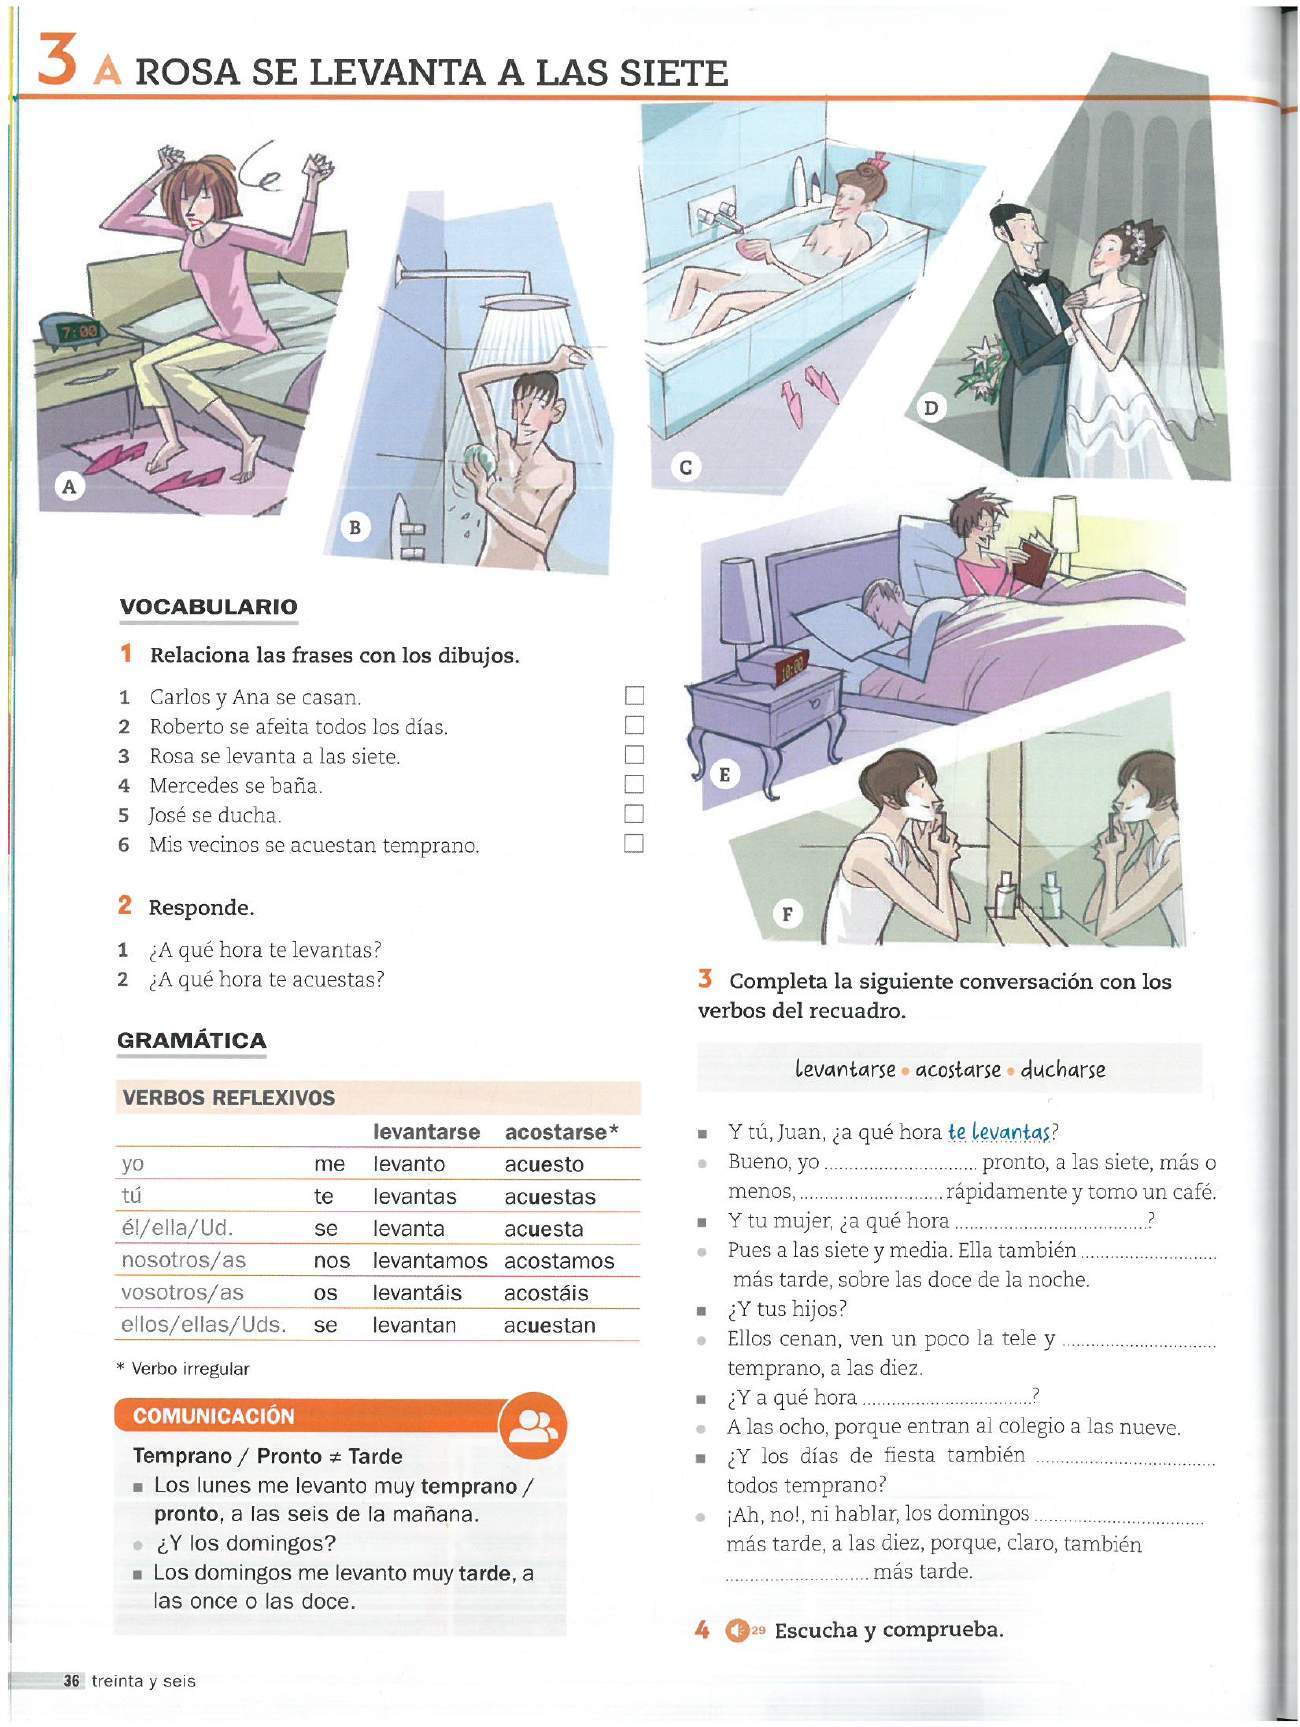 3 A ROSA SE LEVANTA A LAS SIETE
7:00
A
B
C
D
10:00
E
F
VOCABULARIO
1 Relaciona las frases con los dibujos.
1 Carlos y Ana se casan.
2 Roberto se afeita todos los días.
3 Rosa se levanta a las siete.
4 Mercedes se baña.
5 José se ducha.
6 Mis vecinos se acuestan temprano.
2 Responde.
1 ¿A qué hora te levantas?
2 ¿A qué hora te acuestas?
GRAMÁTICA
VERBOS REFLEXIVOS
levantarse acostarse*
yo me levanto acuesto
tú te levantas acuestas
él/ella/Ud. se levanta acuesta
nosotros/as nos levantamos acostamos
vosotros/as os levantáis acostáis
ellos/ellas/Uds. se levantan acuestan
* Verbo irregular
COMUNICACIÓN
Temprano / Pronto ≠ Tarde
■ Los lunes me levanto muy temprano /
pronto, a las seis de la mañana.
● ¿Y los domingos?
■ Los domingos me levanto muy tarde, a
las once o las doce.
3 Completa la siguiente conversación con los
verbos del recuadro.
levantarse • acostarse • ducharse
■ Y tú, Juan, ¿a qué hora te levantas?
● Bueno, yo .............................. pronto, a las siete, más o
menos, ............................ rápidamente y tomo un café.
■ Y tu mujer, ¿a qué hora ......................................?
● Pues a las siete y media. Ella también ...........................
más tarde, sobre las doce de la noche.
■ ¿Y tus hijos?
● Ellos cenan, ven un poco la tele y ...............................
temprano, a las diez.
■ ¿Y a qué hora ..................................?
● A las ocho, porque entran al colegio a las nueve.
■ ¿Y los días de fiesta también ....................................
todos temprano?
● ¡Ah, no!, ni hablar, los domingos ..................................
más tarde, a las diez, porque, claro, también
............................ más tarde.
4 29 Escucha y comprueba.
36 treinta y seis